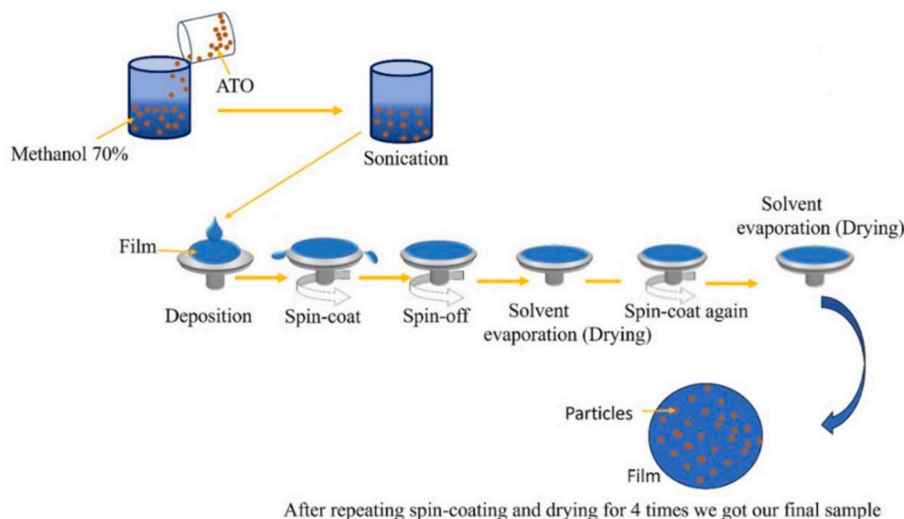 ATO
Methanol 70%
Sonication
Film
Deposition
Spin-coat
Spin-off
Solvent
evaporation (Drying)
Spin-coat again
Solvent
evaporation (Drying)
Particles
Film
After repeating spin-coating and drying for 4 times we got our final sample